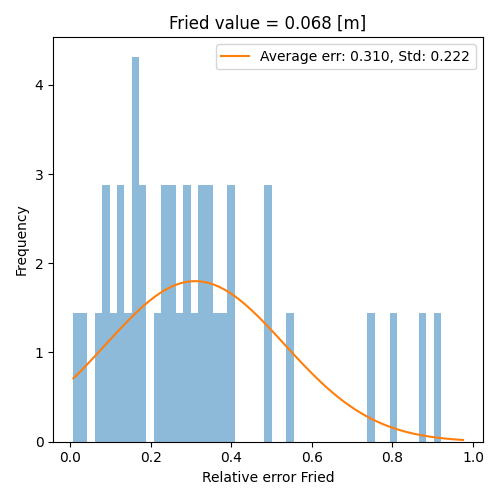 Fried value = 0.068 [m]
Average err: 0.310, Std: 0.222
Frequency
4
3
2
1
0
0.0 0.2 0.4 0.6 0.8 1.0
Relative error Fried